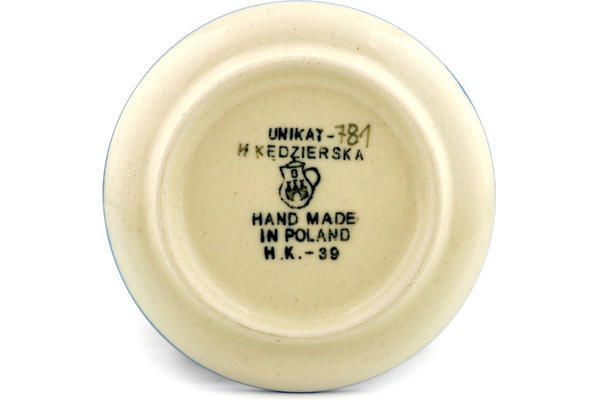 UNIKAT-781
H KĘDZIERSKA
B
HAND MADE
IN POLAND
H.K.-39